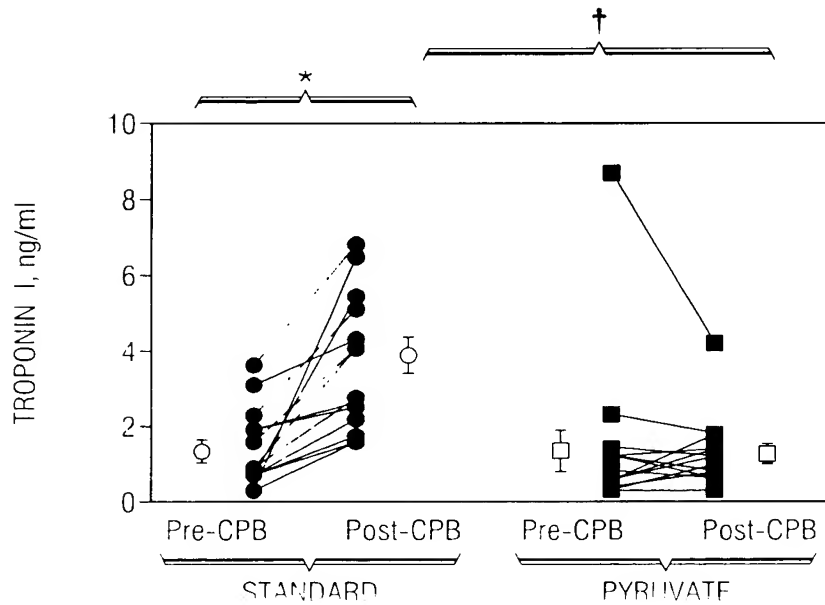 †
*
TROPONIN I, ng/ml
10
8
6
4
2
0
Pre-CPB Post-CPB Pre-CPB Post-CPB
STANDARD PYRUVATE